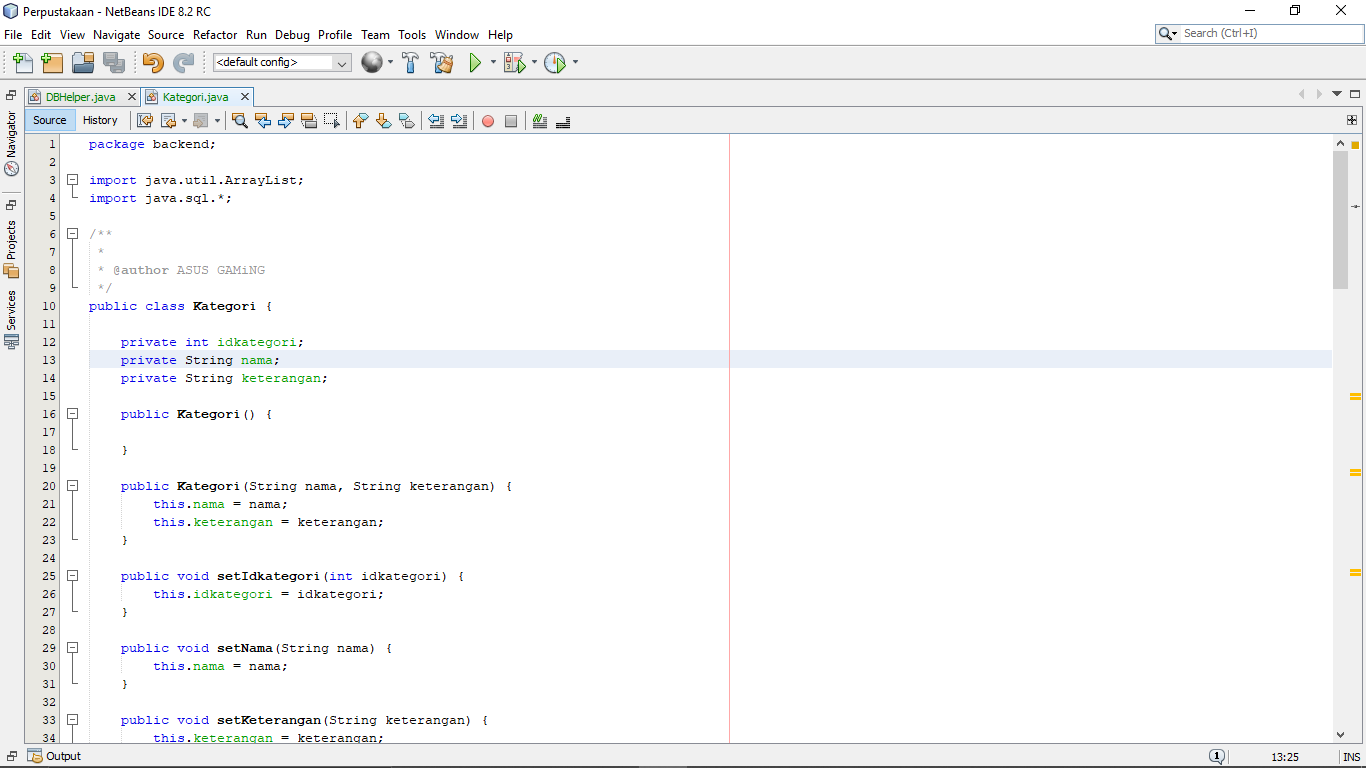 Perpustakaan - NetBeans IDE 8.2 RC
File Edit View Navigate Source Refactor Run Debug Profile Team Tools Window Help
Search (Ctrl+I)
<default config>
DBHelper.java
Kategori.java
Source
History
Navigator
Projects
Services
1 package backend;
2
3 import java.util.ArrayList;
4 import java.sql.*;
5
6 /**
7  *
8  * @author ASUS GAMiNG
9  */
10 public class Kategori {
11
12     private int idkategori;
13     private String nama;
14     private String keterangan;
15
16     public Kategori() {
17
18     }
19
20     public Kategori(String nama, String keterangan) {
21         this.nama = nama;
22         this.keterangan = keterangan;
23     }
24
25     public void setIdkategori(int idkategori) {
26         this.idkategori = idkategori;
27     }
28
29     public void setNama(String nama) {
30         this.nama = nama;
31     }
32
33     public void setKeterangan(String keterangan) {
34         this.keterangan = keterangan;
Output
1
13:25
INS